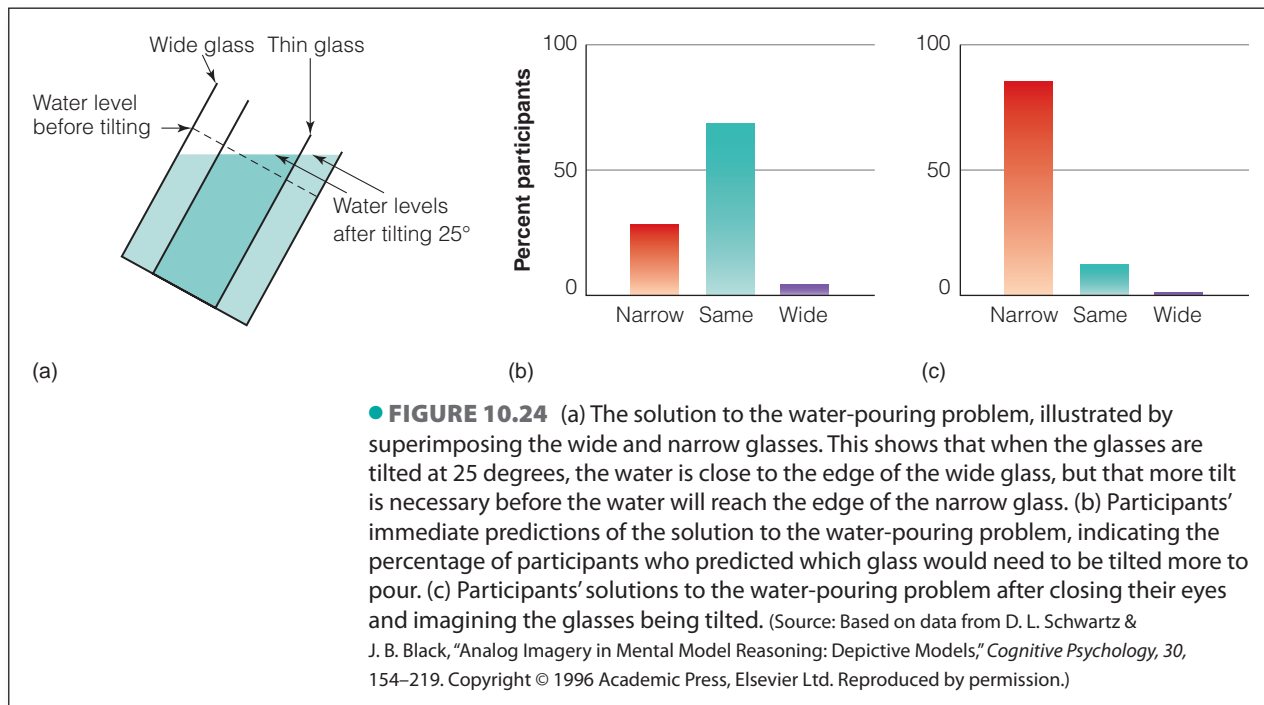 Wide glass Thin glass
Water level
before tilting
Water levels
after tilting 25°
(a)
Percent participants
100
50
0
Narrow Same Wide
(b)
100
50
0
Narrow Same Wide
(c)
● FIGURE 10.24 (a) The solution to the water-pouring problem, illustrated by
superimposing the wide and narrow glasses. This shows that when the glasses are
tilted at 25 degrees, the water is close to the edge of the wide glass, but that more tilt
is necessary before the water will reach the edge of the narrow glass. (b) Participants’
immediate predictions of the solution to the water-pouring problem, indicating the
percentage of participants who predicted which glass would need to be tilted more to
pour. (c) Participants’ solutions to the water-pouring problem after closing their eyes
and imagining the glasses being tilted. (Source: Based on data from D. L. Schwartz &
J. B. Black, “Analog Imagery in Mental Model Reasoning: Depictive Models,” Cognitive Psychology, 30,
154–219. Copyright © 1996 Academic Press, Elsevier Ltd. Reproduced by permission.)